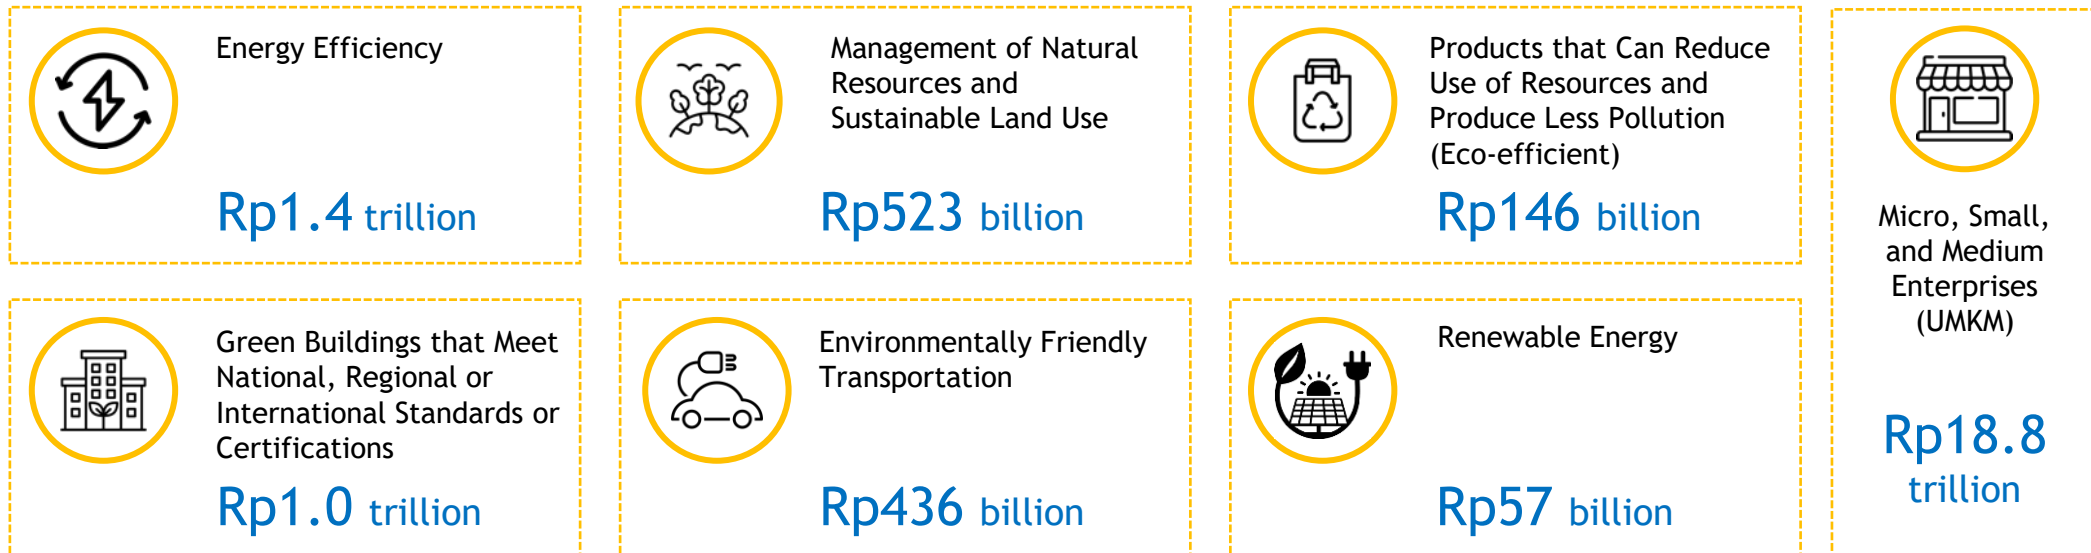 Energy Efficiency
Rp1.4 trillion
Management of Natural
Resources and
Sustainable Land Use
Rp523 billion
Products that Can Reduce
Use of Resources and
Produce Less Pollution
(Eco-efficient)
Rp146 billion
Green Buildings that Meet
National, Regional or
International Standards or
Certifications
Rp1.0 trillion
Environmentally Friendly
Transportation
Rp436 billion
Renewable Energy
Rp57 billion
Micro, Small,
and Medium
Enterprises
(UMKM)
Rp18.8
trillion